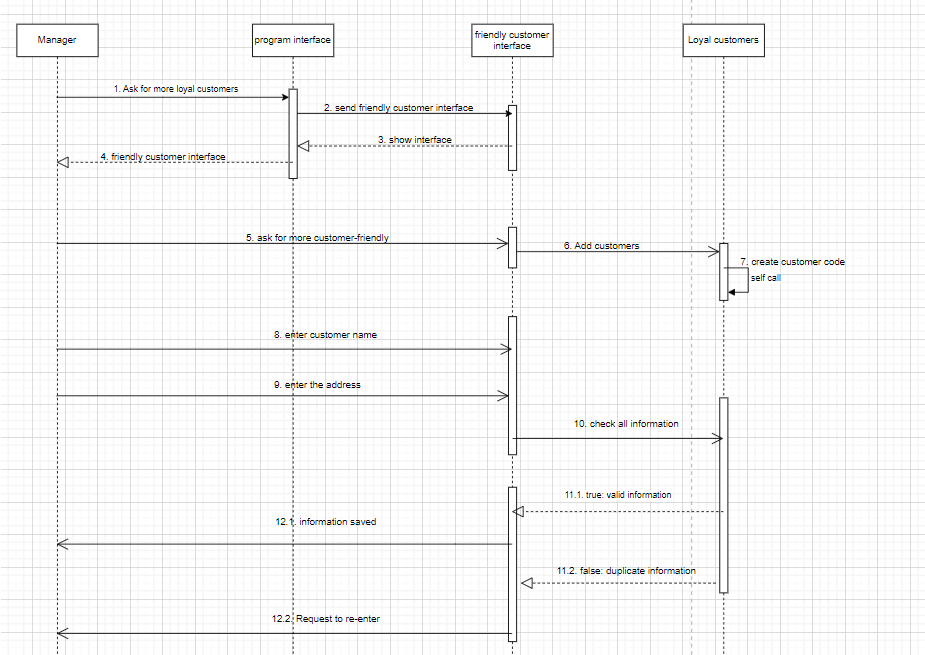 Manager
program interface
friendly customer
interface
Loyal customers
1. Ask for more loyal customers
2. send friendly customer interface
3. show interface
4. friendly customer interface
5. ask for more customer-friendly
6. Add customers
7. create customer code
self call
8. enter customer name
9. enter the address
10. check all information
11.1. true: valid information
12.1. information saved
11.2. false: duplicate information
12.2. Request to re-enter